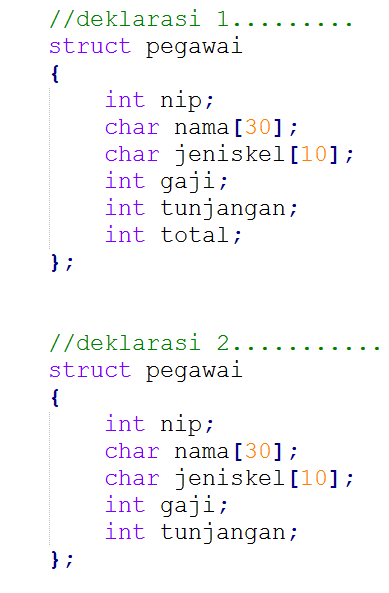 //deklarasi 1.........
struct pegawai
{
int nip;
char nama[30];
char jeniskel[10];
int gaji;
int tunjangan;
int total;
};
//deklarasi 2...........
struct pegawai
{
int nip;
char nama[30];
char jeniskel[10];
int gaji;
int tunjangan;
};